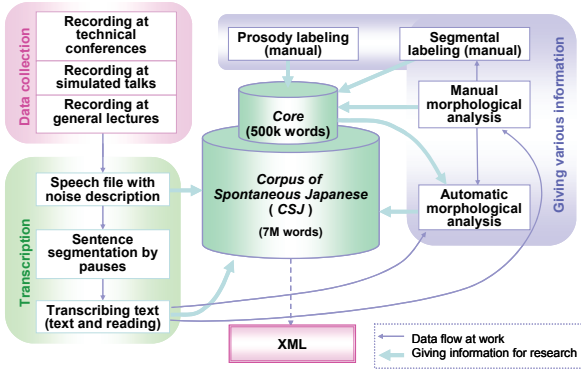 Data collection
Recording at
technical
conferences
Recording at
simulated talks
Recording at
general lectures
Transcription
Speech file with
noise description
Sentence
segmentation by
pauses
Transcribing text
(text and reading)
Prosody labeling
(manual)
Segmental
labeling (manual)
Giving various information
Manual
morphological
analysis
Automatic
morphological
analysis
Core
(500k words)
Corpus of
Spontaneous Japanese
( CSJ )
(7M words)
XML
Data flow at work
Giving information for research